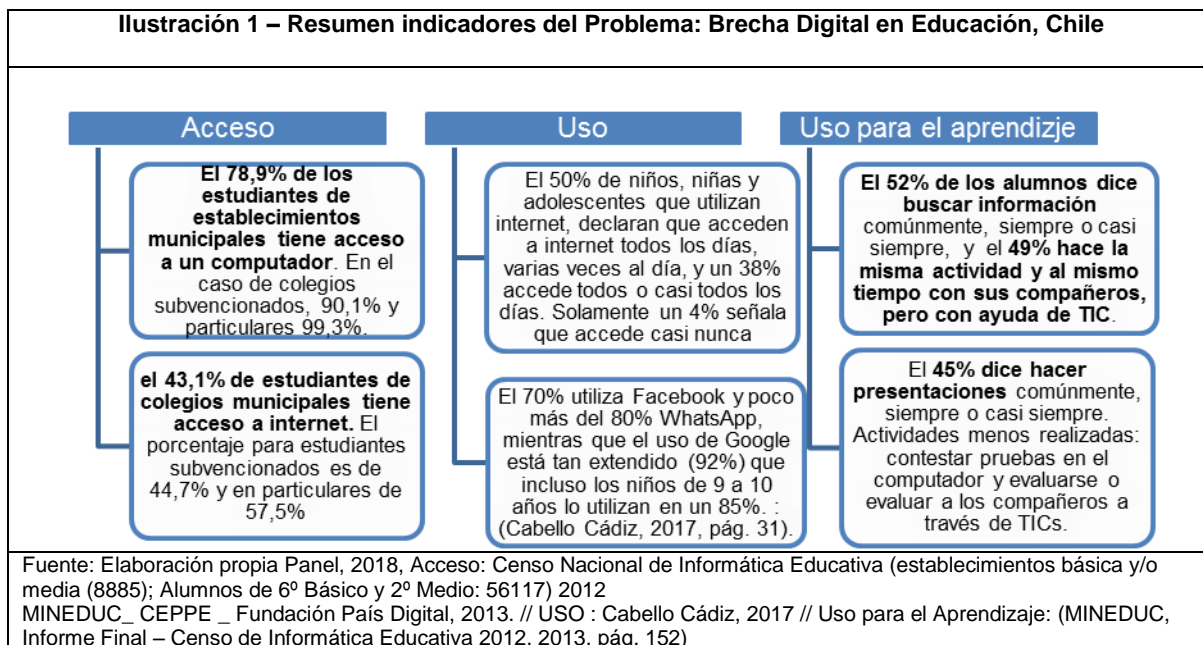 Ilustración 1 – Resumen indicadores del Problema: Brecha Digital en Educación, Chile
Acceso
El 78,9% de los
estudiantes de
establecimientos
municipales tiene acceso
a un computador. En el
caso de colegios
subvencionados, 90,1% y
particulares 99,3%.
el 43,1% de estudiantes de
colegios municipales tiene
acceso a internet. El
porcentaje para estudiantes
subvencionados es de
44,7% y en particulares de
57,5%
Uso
El 50% de niños, niñas y
adolescentes que utilizan
internet, declaran que acceden
a internet todos los días,
varias veces al día, y un 38%
accede todos o casi todos los
días. Solamente un 4% señala
que accede casi nunca
El 70% utiliza Facebook y poco
más del 80% WhatsApp,
mientras que el uso de Google
está tan extendido (92%) que
incluso los niños de 9 a 10
años lo utilizan en un 85%. :
(Cabello Cádiz, 2017, pág. 31).
Uso para el aprendizje
El 52% de los alumnos dice
buscar información
comúnmente, siempre o casi
siempre, y el 49% hace la
misma actividad y al mismo
tiempo con sus compañeros,
pero con ayuda de TIC.
El 45% dice hacer
presentaciones comúnmente,
siempre o casi siempre.
Actividades menos realizadas:
contestar pruebas en el
computador y evaluarse o
evaluar a los compañeros a
través de TICs.
Fuente: Elaboración propia Panel, 2018, Acceso: Censo Nacional de Informática Educativa (establecimientos básica y/o
media (8885); Alumnos de 6º Básico y 2º Medio: 56117) 2012
MINEDUC_ CEPPE _ Fundación País Digital, 2013. // USO : Cabello Cádiz, 2017 // Uso para el Aprendizaje: (MINEDUC,
Informe Final – Censo de Informática Educativa 2012, 2013, pág. 152)